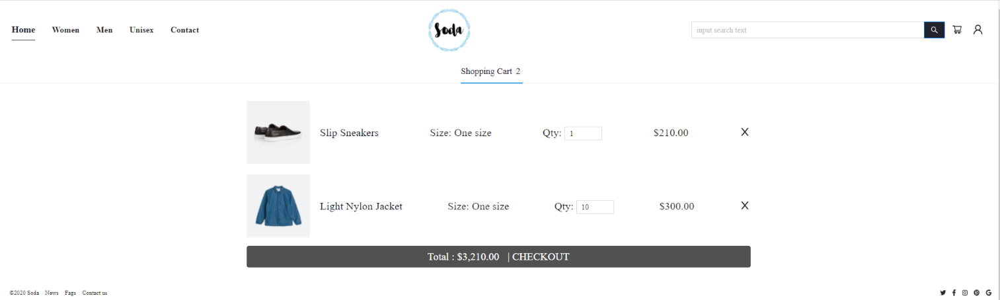 Home Women Men Unisex Contact
Soda
input search text
Shopping Cart 2
Slip Sneakers Size: One size Qty: 1 $210.00 X
Light Nylon Jacket Size: One size Qty: 10 $300.00 X
Total : $3,210.00 | CHECKOUT
©2020 Soda News Fags Contact us